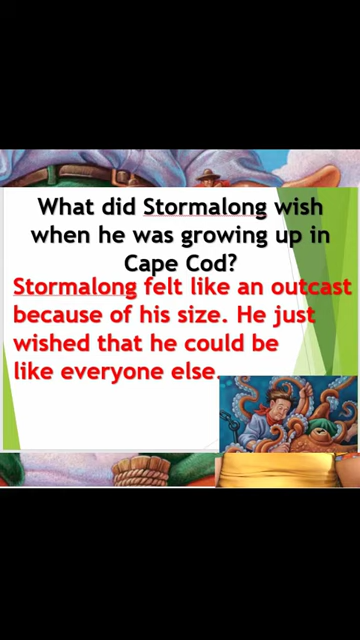 What did Stormalong wish
when he was growing up in
Cape Cod?
Stormalong felt like an outcast
because of his size. He just
wished that he could be
like everyone else